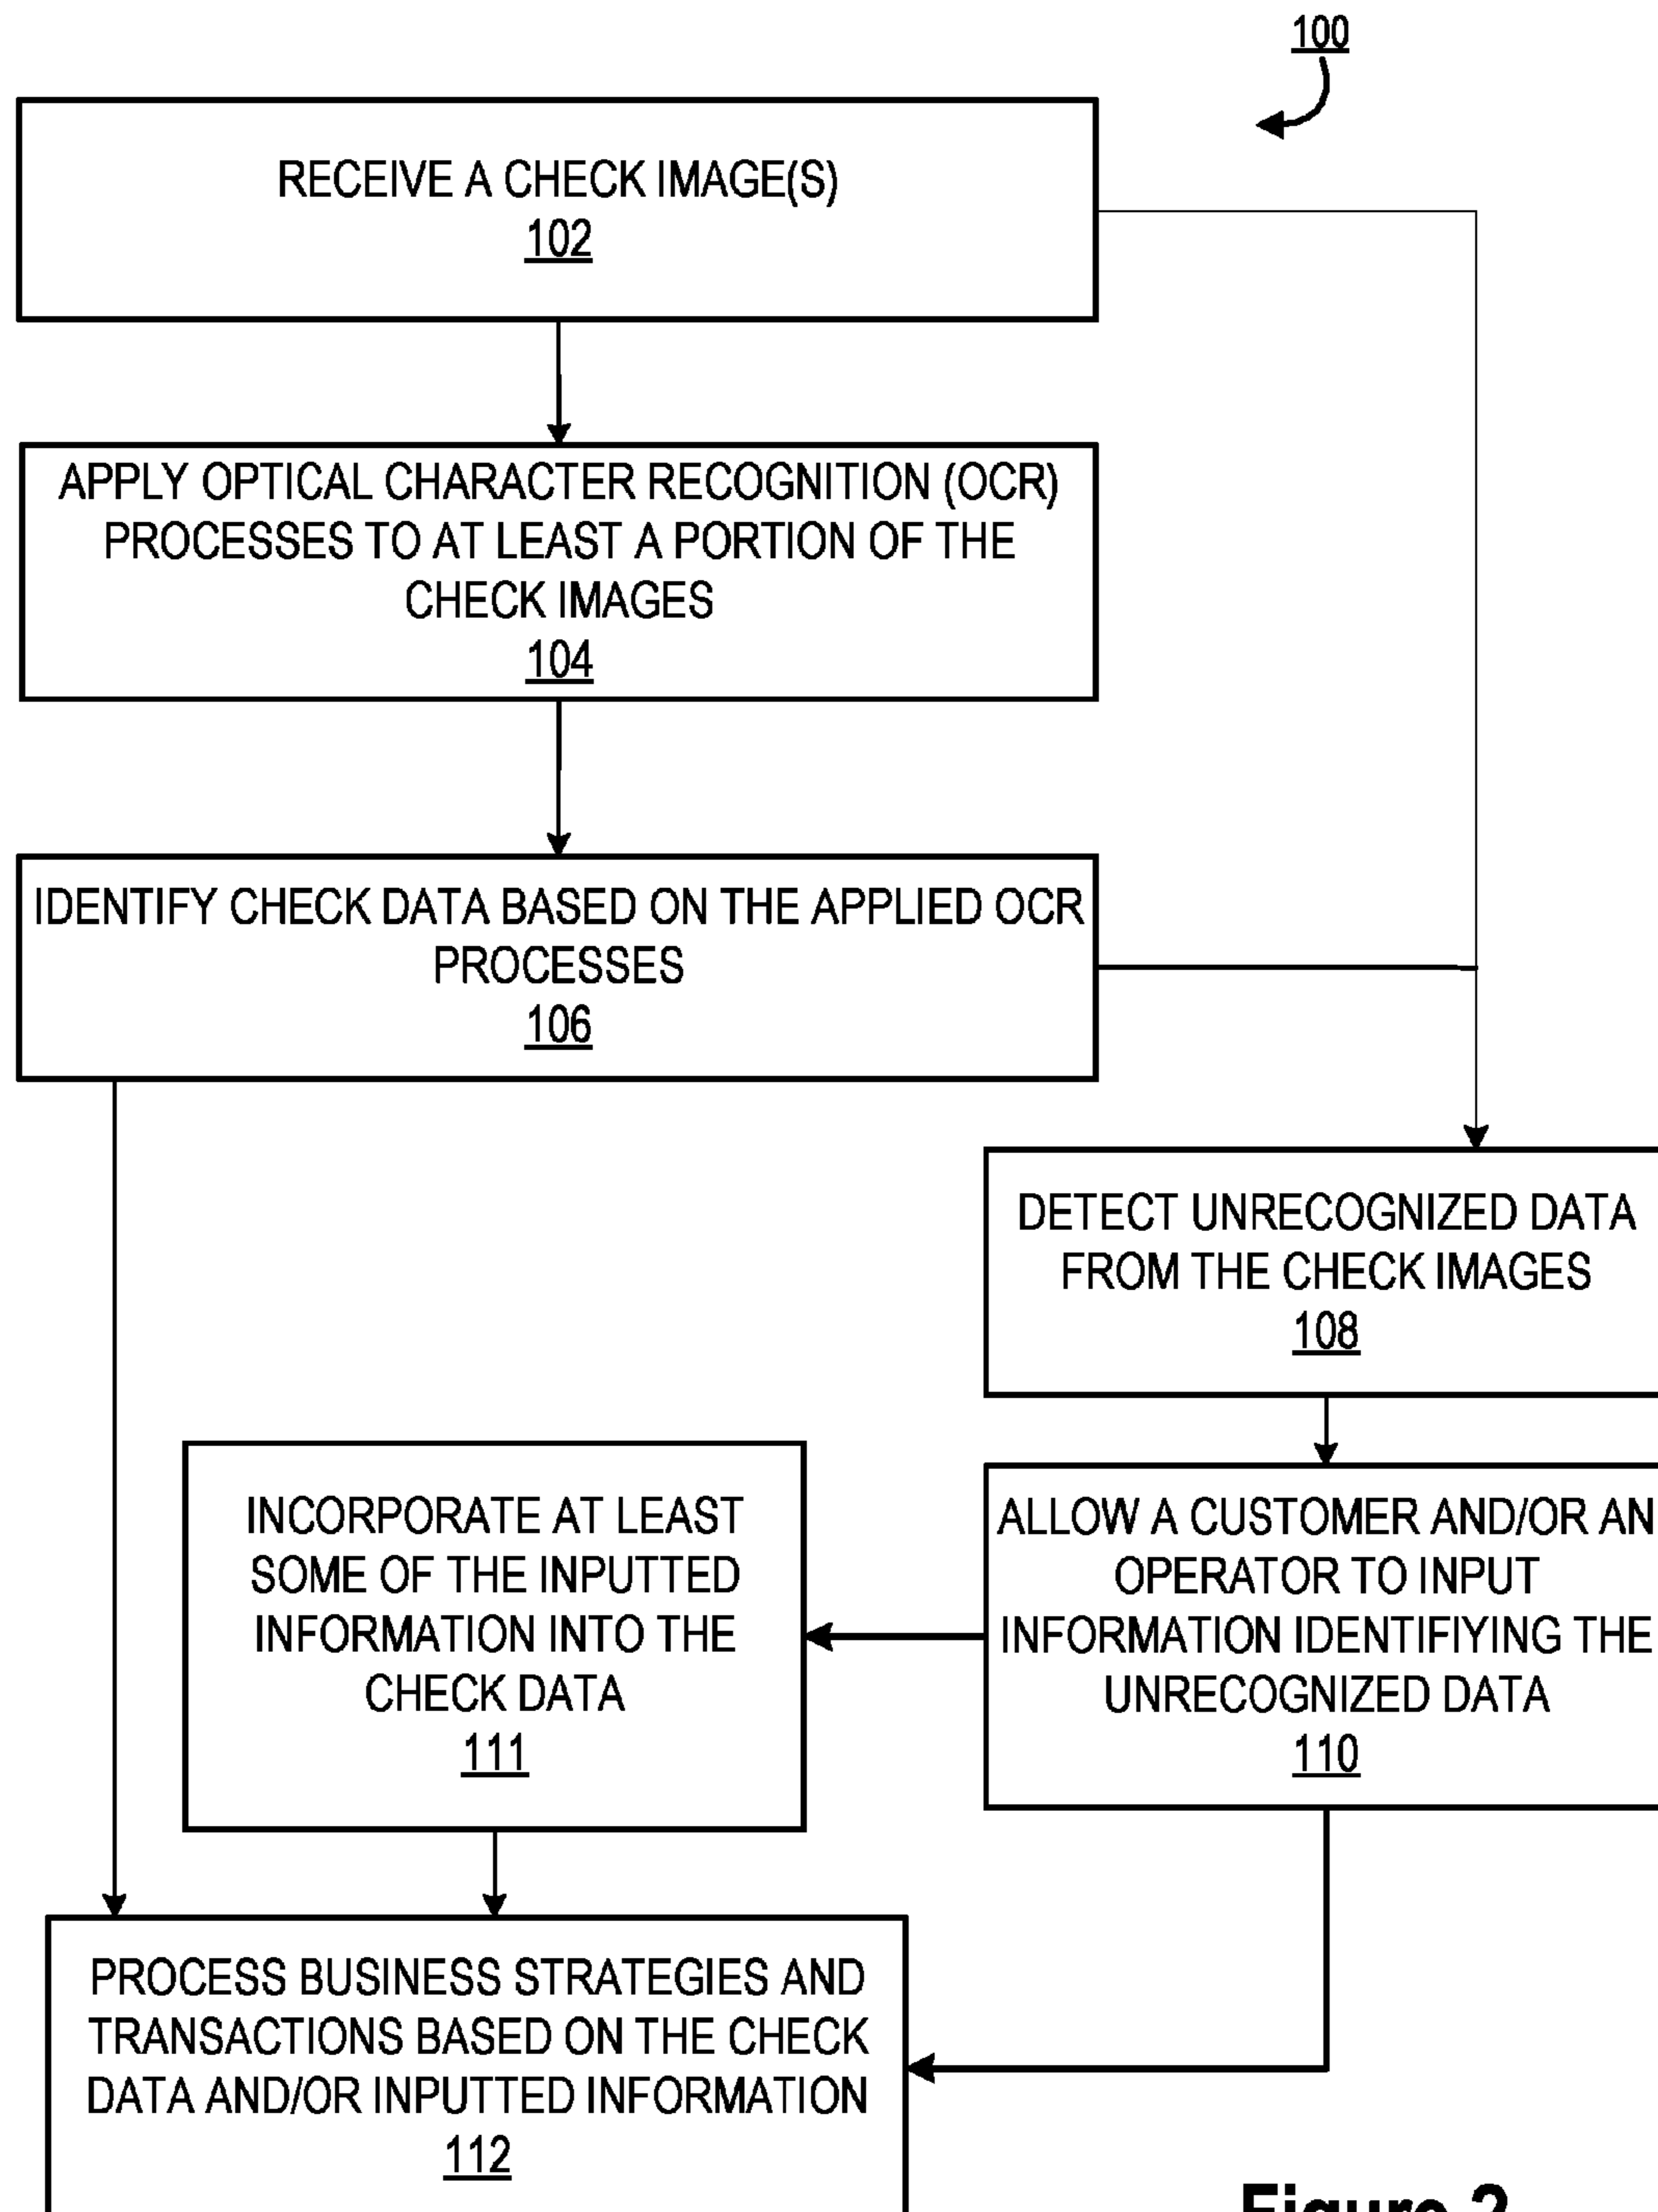 100
RECEIVE A CHECK IMAGE(S)
102
APPLY OPTICAL CHARACTER RECOGNITION (OCR)
PROCESSES TO AT LEAST A PORTION OF THE
CHECK IMAGES
104
IDENTIFY CHECK DATA BASED ON THE APPLIED OCR
PROCESSES
106
DETECT UNRECOGNIZED DATA
FROM THE CHECK IMAGES
108
ALLOW A CUSTOMER AND/OR AN
OPERATOR TO INPUT
INFORMATION IDENTIFIYING THE
UNRECOGNIZED DATA
110
INCORPORATE AT LEAST
SOME OF THE INPUTTED
INFORMATION INTO THE
CHECK DATA
111
PROCESS BUSINESS STRATEGIES AND
TRANSACTIONS BASED ON THE CHECK
DATA AND/OR INPUTTED INFORMATION
112
Figure 2